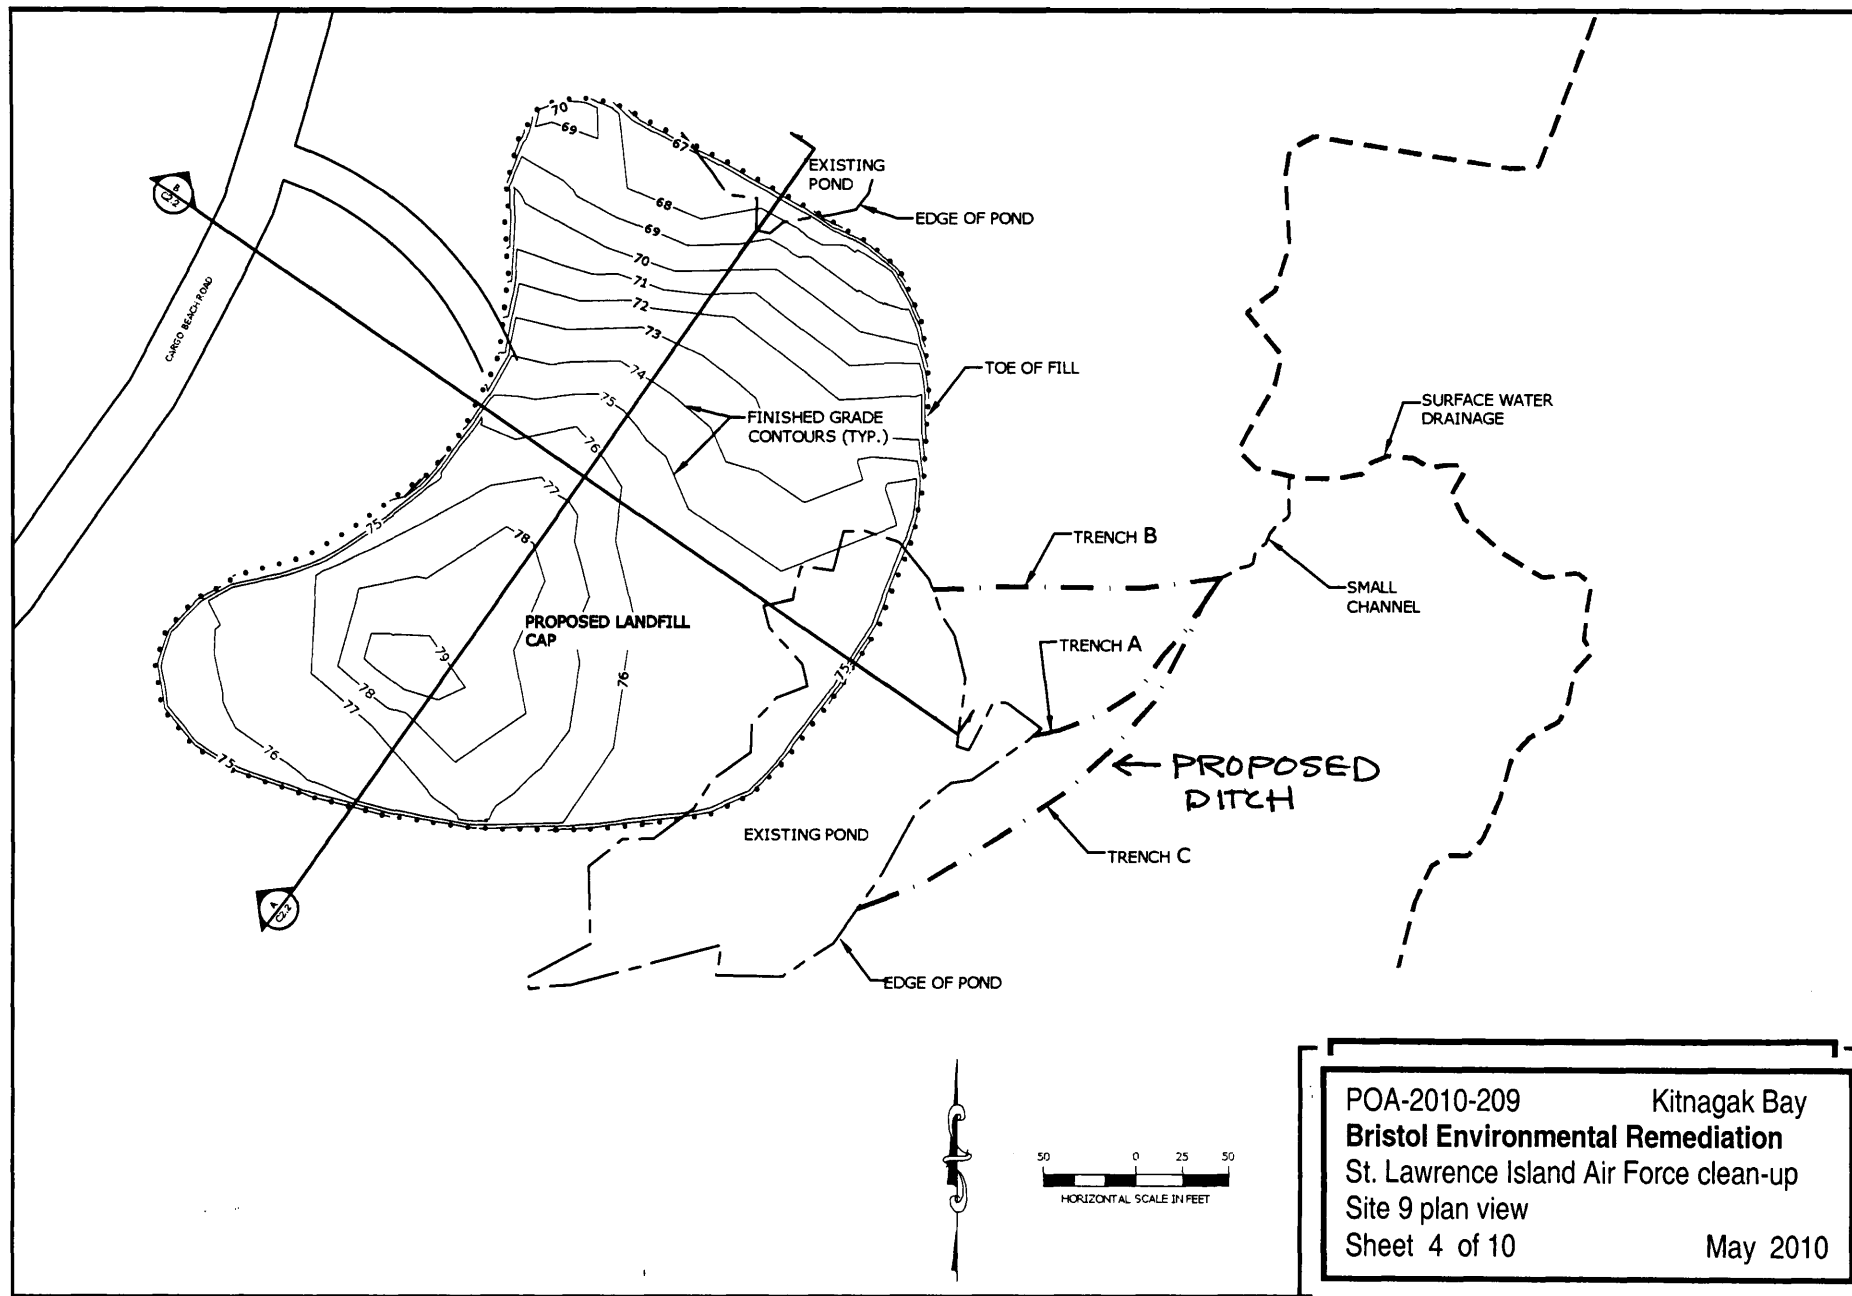 70
69
67
EXISTING
POND
EDGE OF POND
68
69
70
71
72
73
74
75
76
77
78
79
78
77
76
76
75
75
75
B
C2.2
CARGO BEACH ROAD
TOE OF FILL
FINISHED GRADE
CONTOURS (TYP.)
SURFACE WATER
DRAINAGE
TRENCH B
SMALL
CHANNEL
PROPOSED LANDFILL
CAP
TRENCH A
← PROPOSED
DITCH
EXISTING POND
TRENCH C
A
C2.2
EDGE OF POND
50 0 25 50
HORIZONTAL SCALE IN FEET
POA-2010-209 Kitnagak Bay
Bristol Environmental Remediation
St. Lawrence Island Air Force clean-up
Site 9 plan view
Sheet 4 of 10 May 2010